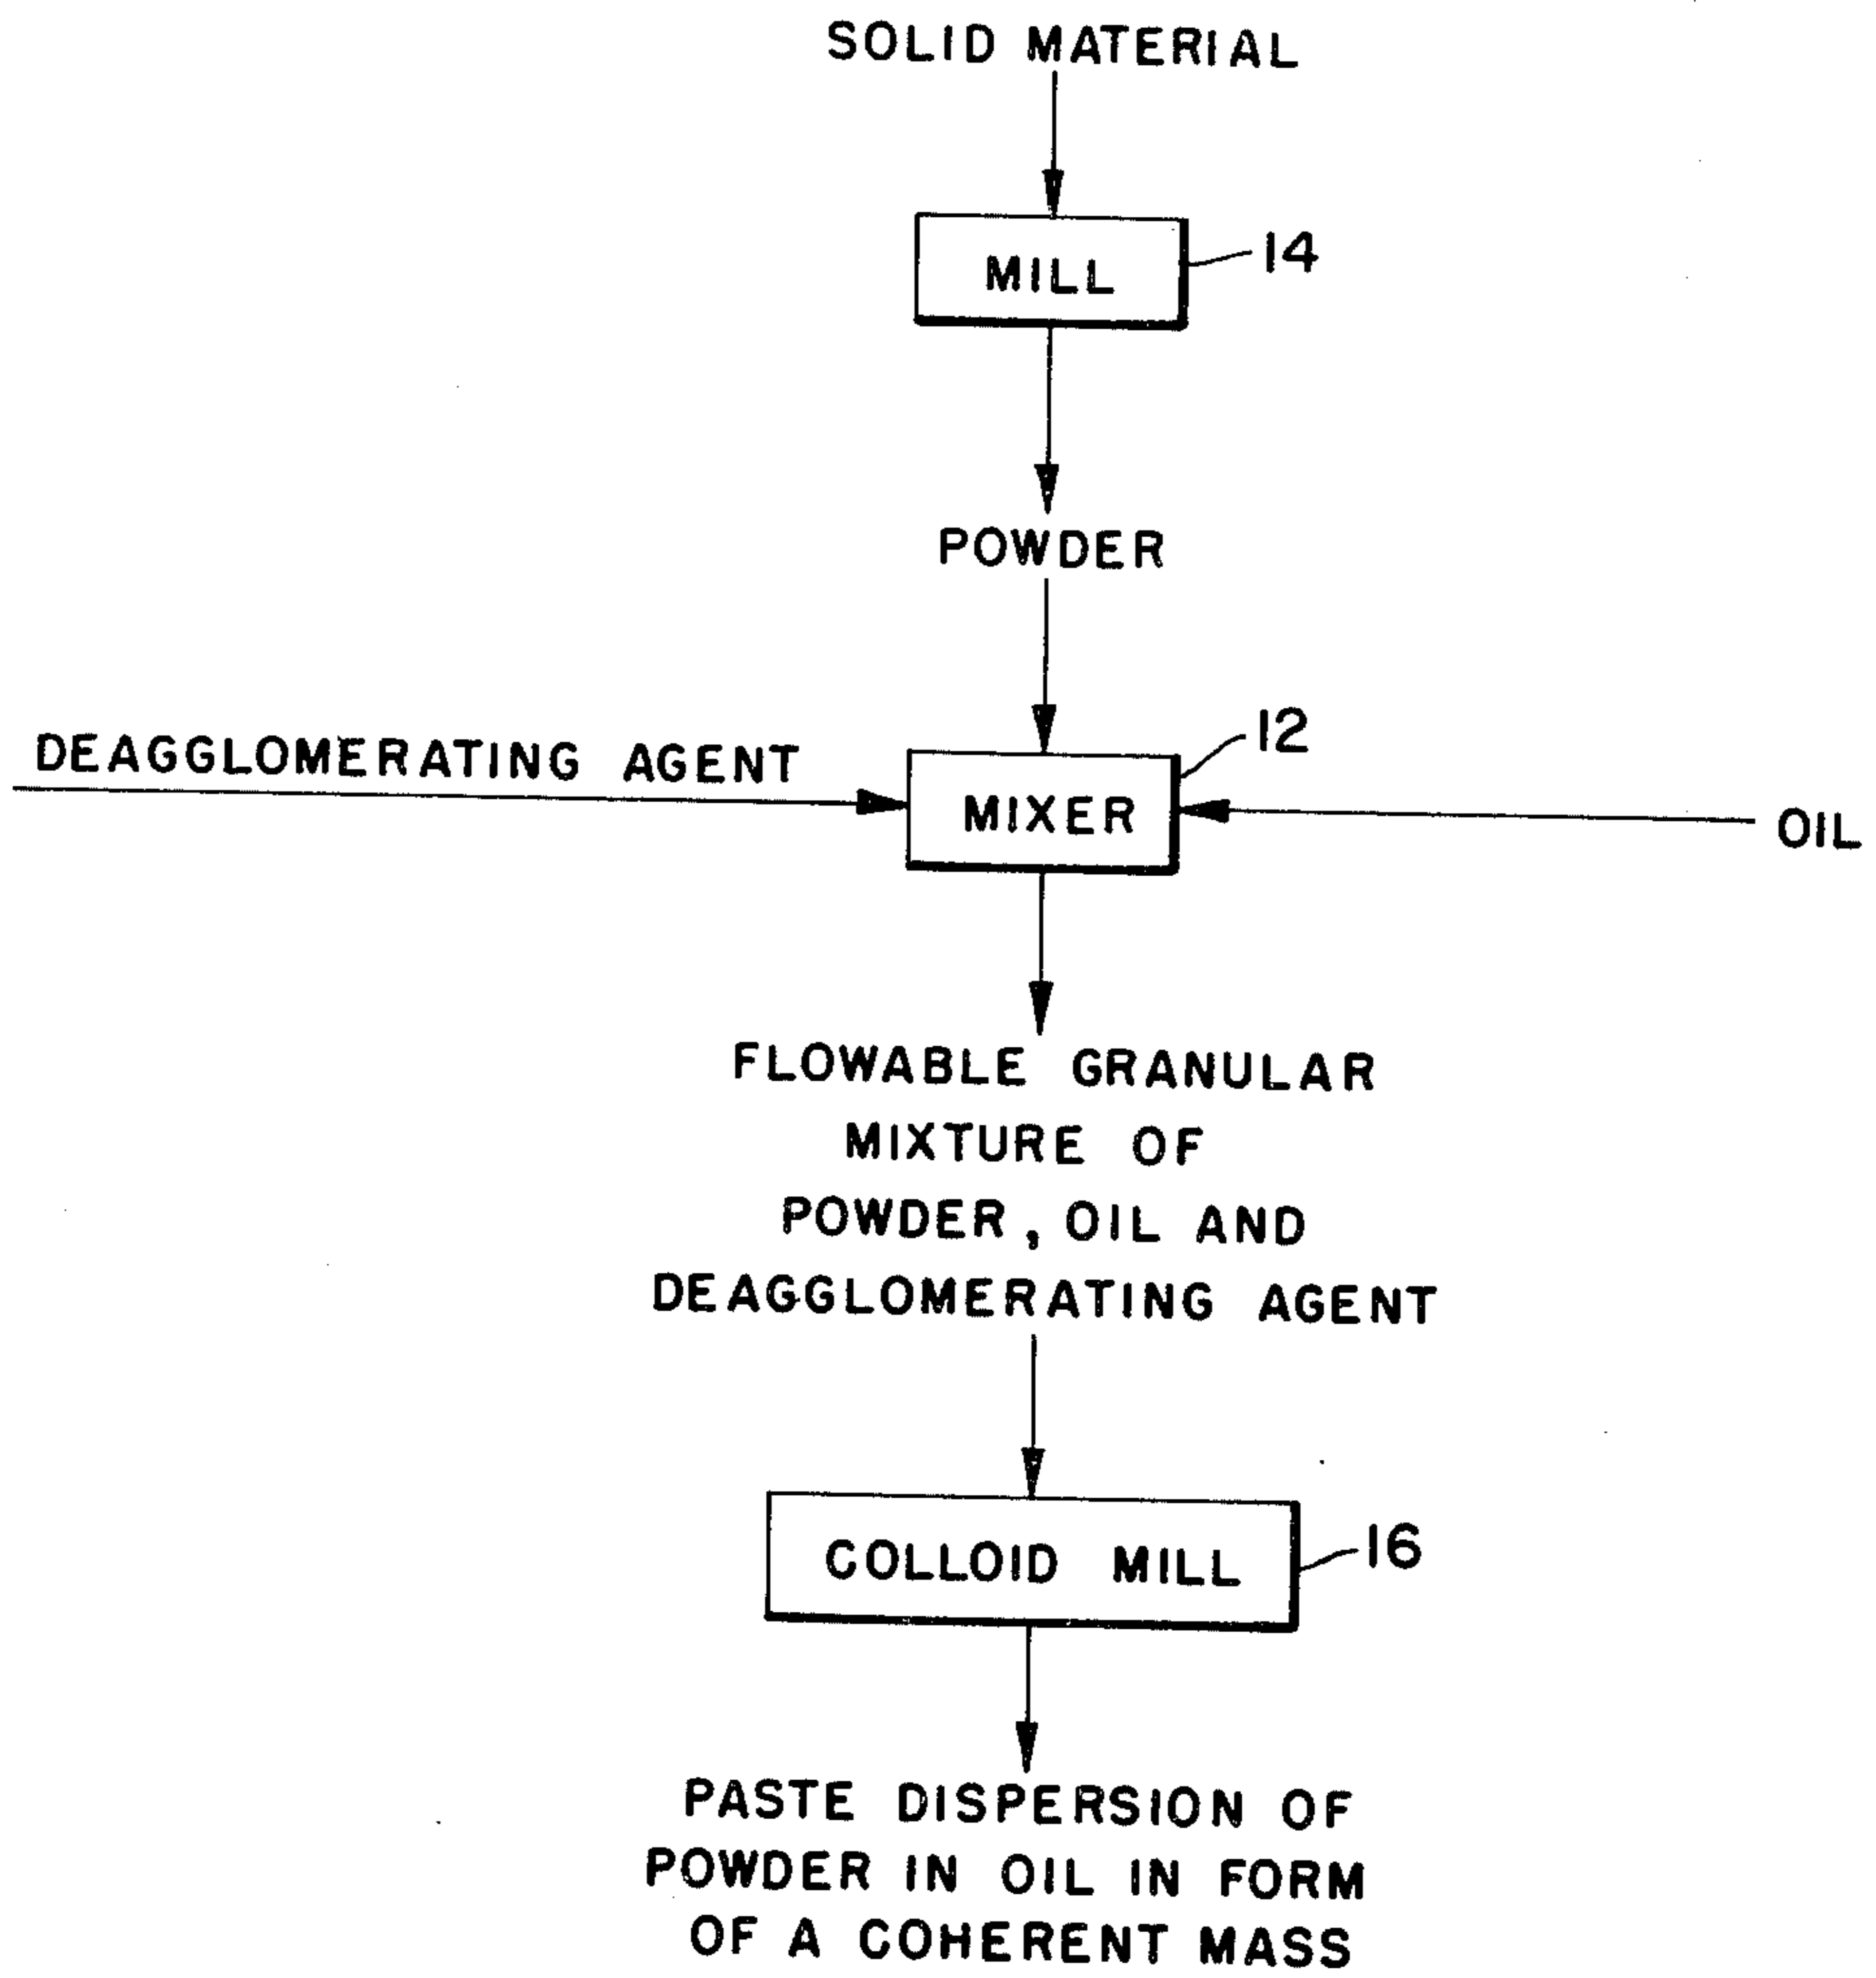 SOLID MATERIAL
MILL
14
POWDER
DEAGGLOMERATING AGENT
12
MIXER
OIL
FLOWABLE GRANULAR
MIXTURE OF
POWDER, OIL AND
DEAGGLOMERATING AGENT
COLLOID MILL
16
PASTE DISPERSION OF
POWDER IN OIL IN FORM
OF A COHERENT MASS